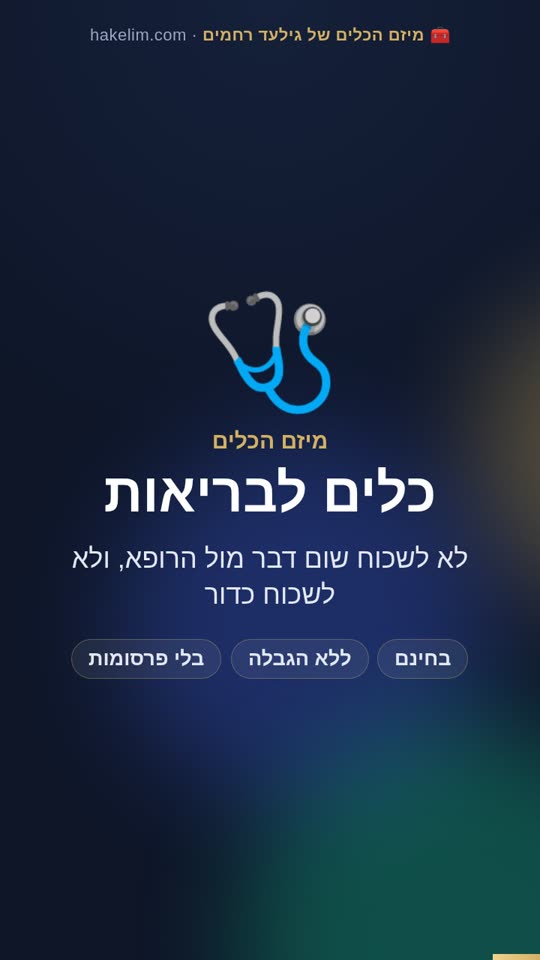 🧰 מיזם הכלים של גילעד רחמים · hakelim.com
מיזם הכלים
כלים לבריאות
לא לשכוח שום דבר מול הרופא, ולא
לשכוח כדור
בחינם
ללא הגבלה
בלי פרסומות